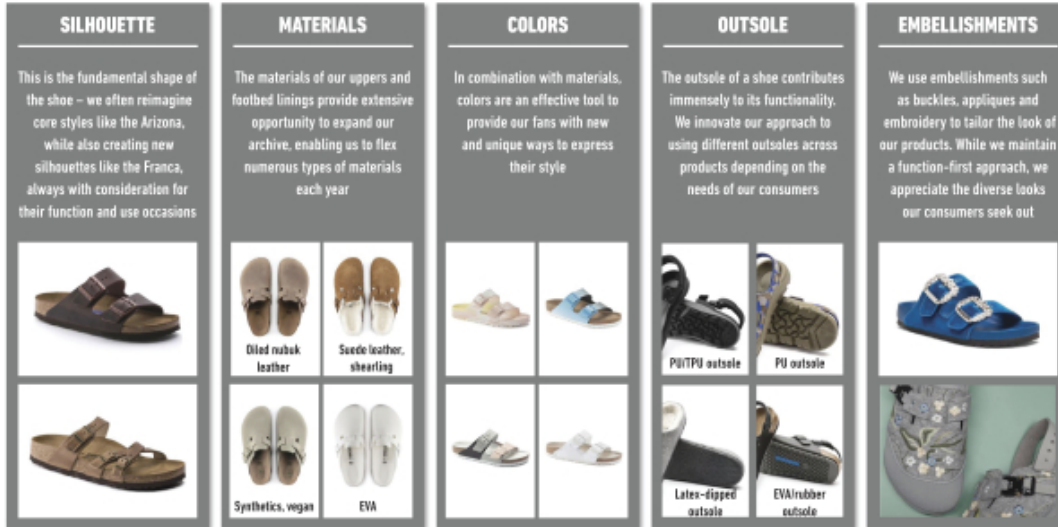 SILHOUETTE
This is the fundamental shape of
the shoe – we often reimagine
core styles like the Arizona,
while also creating new
silhouettes like the Franca,
always with consideration for
their function and use occasions
MATERIALS
The materials of our uppers and
footbed linings provide extensive
opportunity to expand our
archive, enabling us to flex
numerous types of materials
each year
Oiled nubuk
leather
Suede leather,
shearling
Synthetics, vegan
EVA
COLORS
In combination with materials,
colors are an effective tool to
provide our fans with new
and unique ways to express
their style
OUTSOLE
The outsole of a shoe contributes
immensely to its functionality.
We innovate our approach to
using different outsoles across
products depending on the
needs of our consumers
PU/TPU outsole
PU outsole
Latex-dipped
outsole
EVA/rubber
outsole
EMBELLISHMENTS
We use embellishments such
as buckles, appliques and
embroidery to tailor the look of
our products. While we maintain
a function-first approach, we
appreciate the diverse looks
our consumers seek out